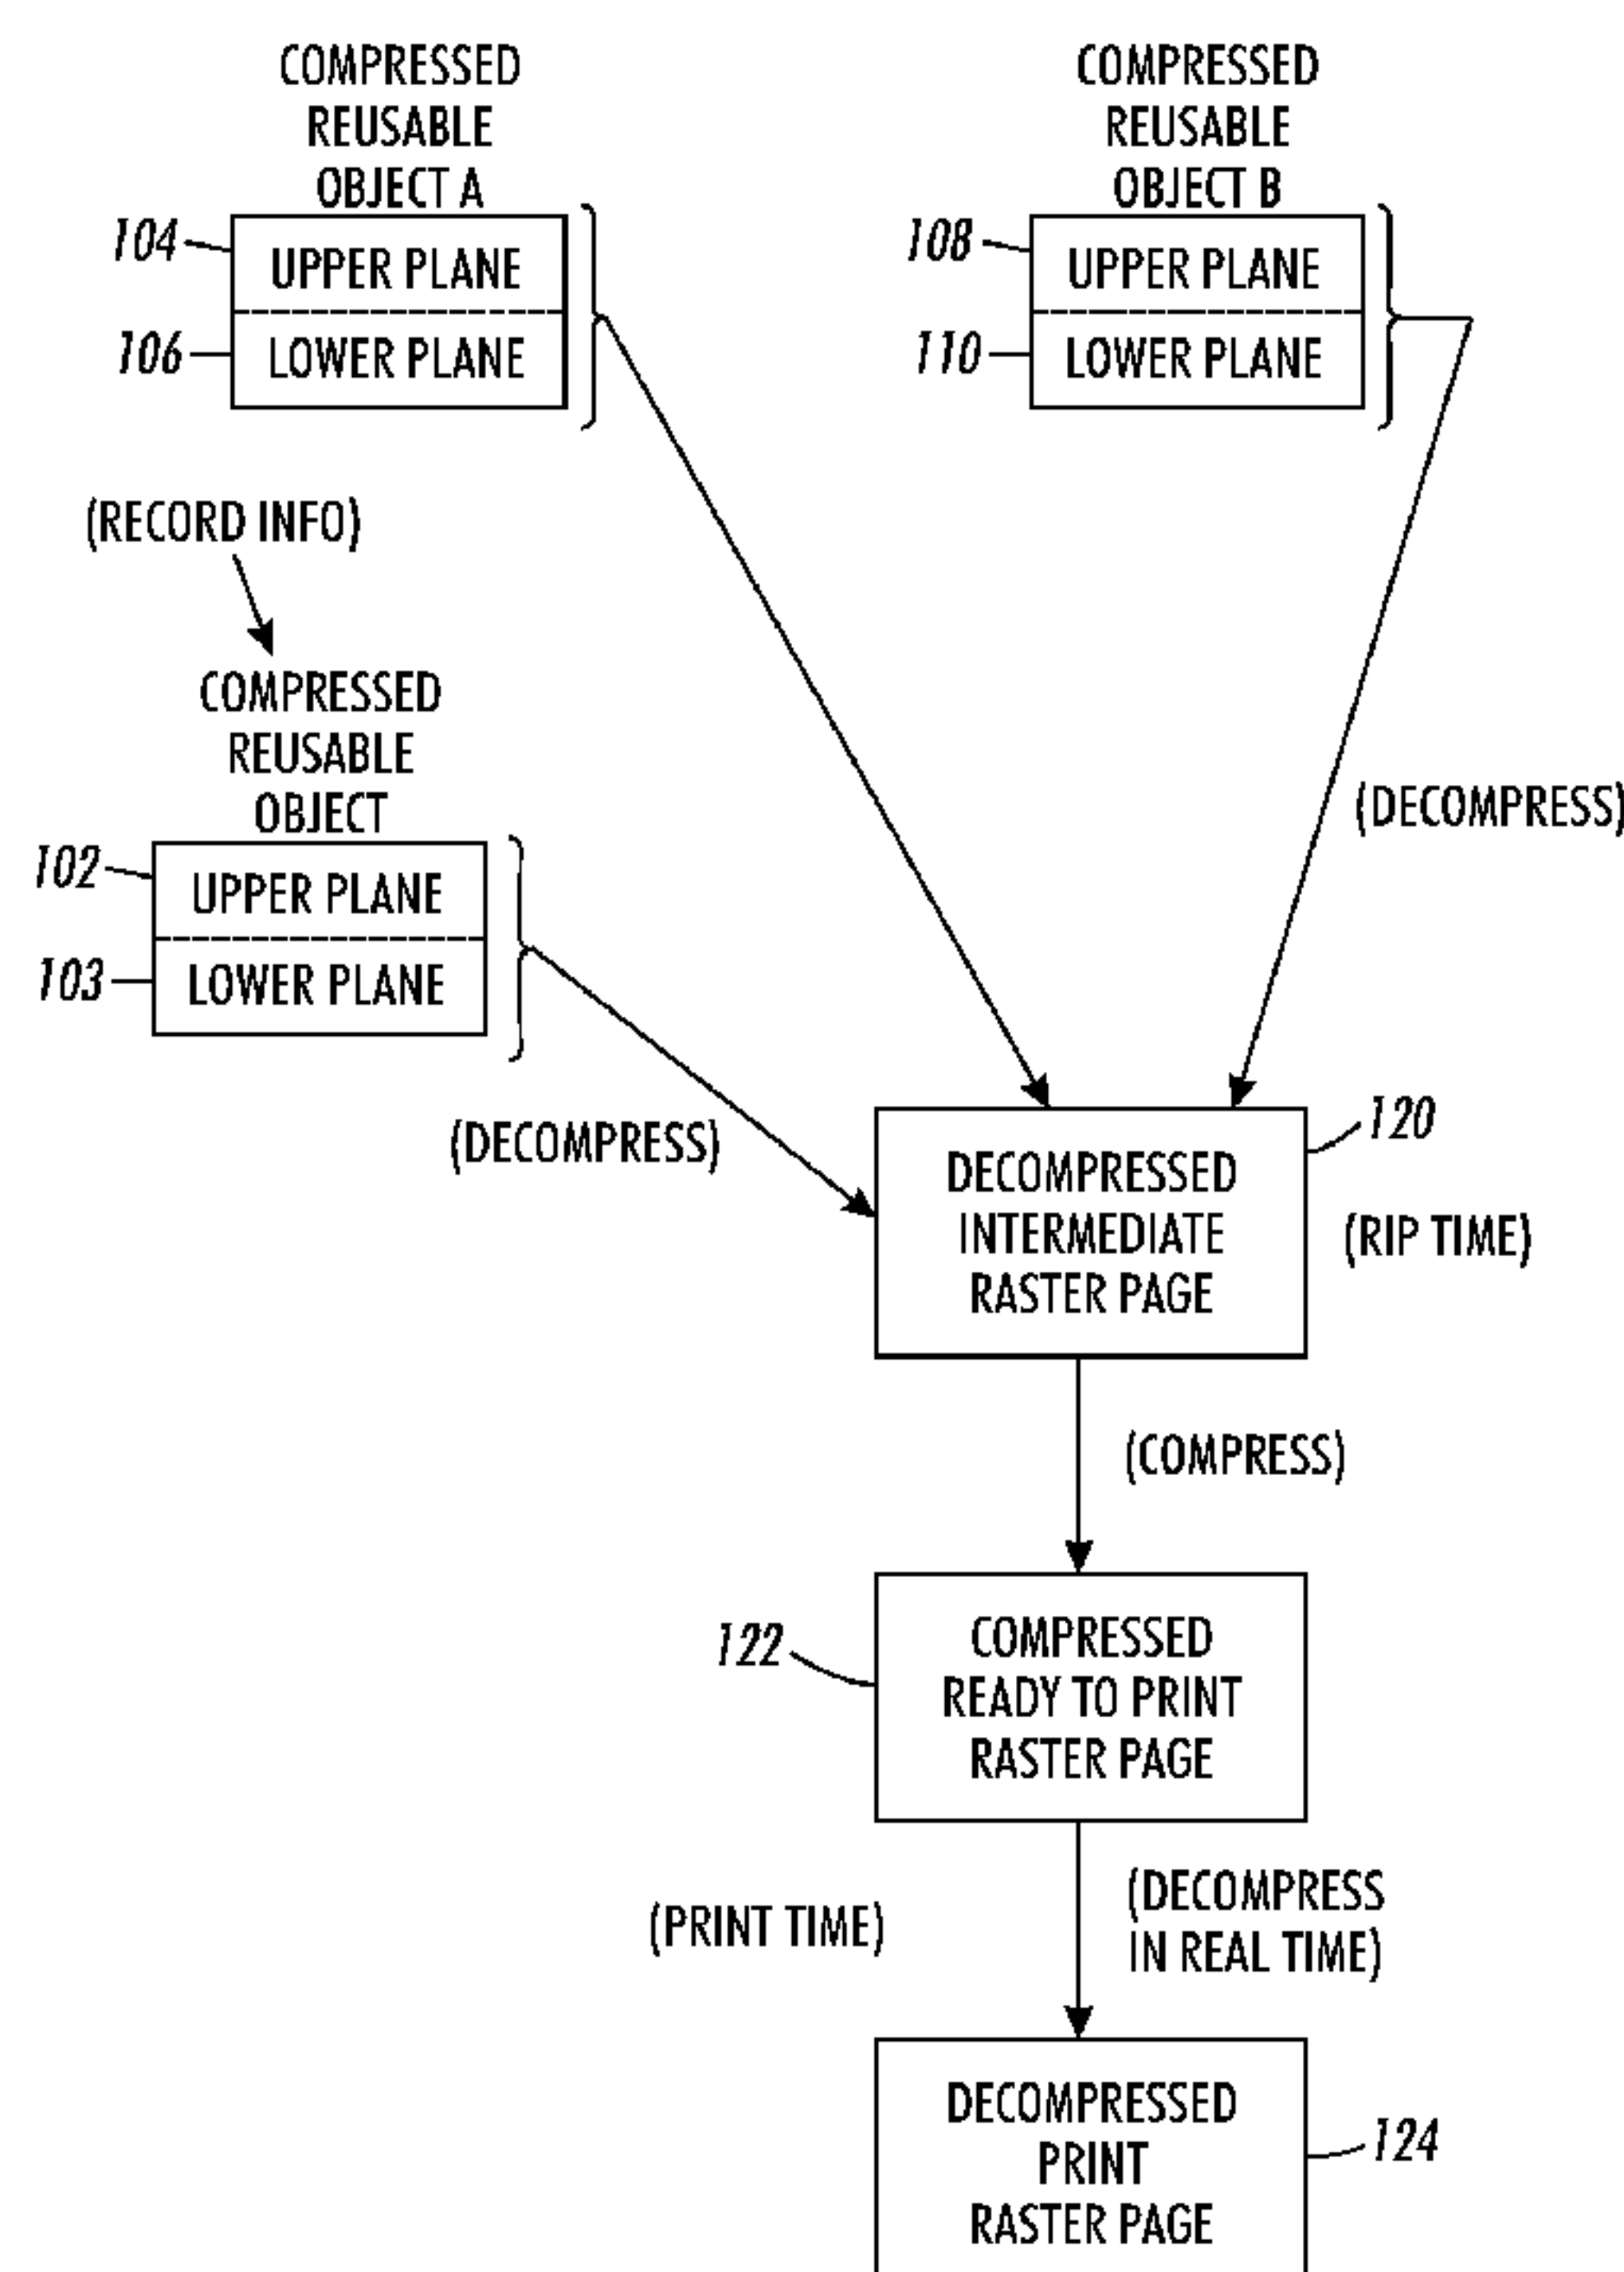 COMPRESSED
REUSABLE
OBJECT A
104
UPPER PLANE
106
LOWER PLANE
COMPRESSED
REUSABLE
OBJECT B
108
UPPER PLANE
110
LOWER PLANE
(RECORD INFO)
COMPRESSED
REUSABLE
OBJECT
102
UPPER PLANE
103
LOWER PLANE
(DECOMPRESS)
(DECOMPRESS)
120
DECOMPRESSED
INTERMEDIATE
RASTER PAGE
(RIP TIME)
(COMPRESS)
122
COMPRESSED
READY TO PRINT
RASTER PAGE
(PRINT TIME)
(DECOMPRESS
IN REAL TIME)
DECOMPRESSED
PRINT
RASTER PAGE
124